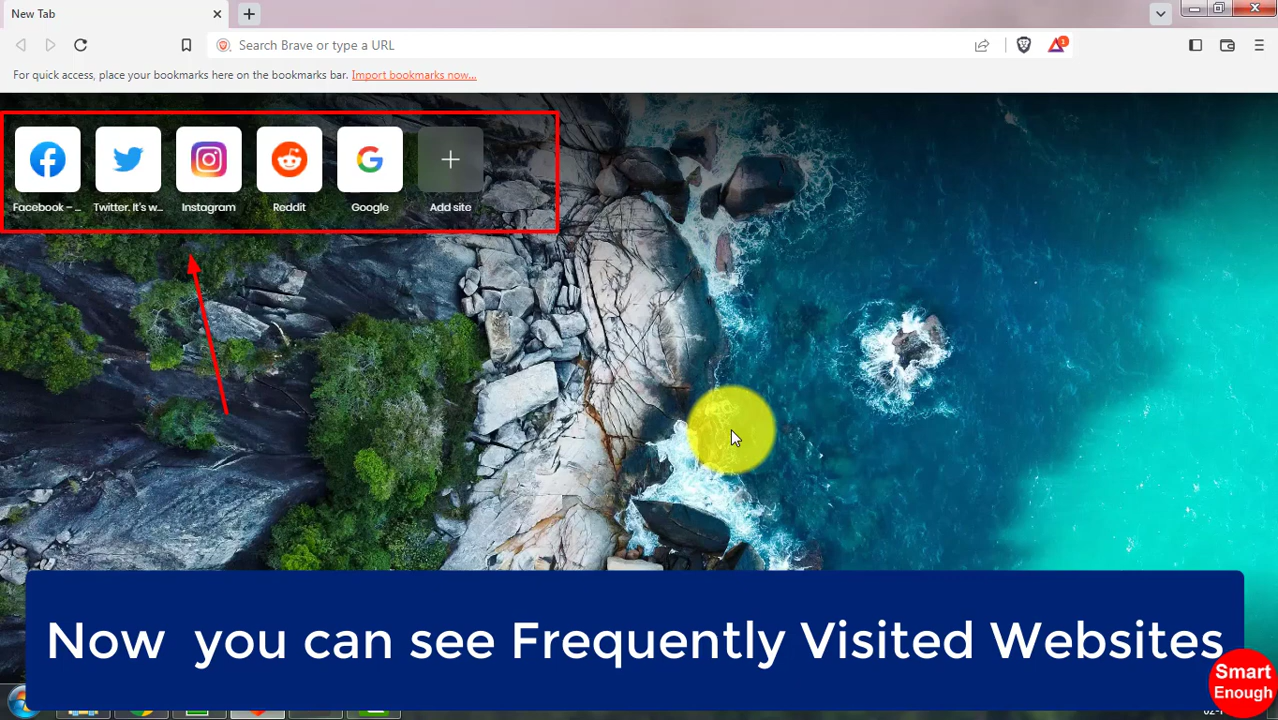 New Tab
Search Brave or type a URL
1
For quick access, place your bookmarks here on the bookmarks bar. Import bookmarks now...
Facebook – ... Twitter. It's w... Instagram Reddit Google Add site
Now you can see Frequently Visited Websites
Smart
Enough